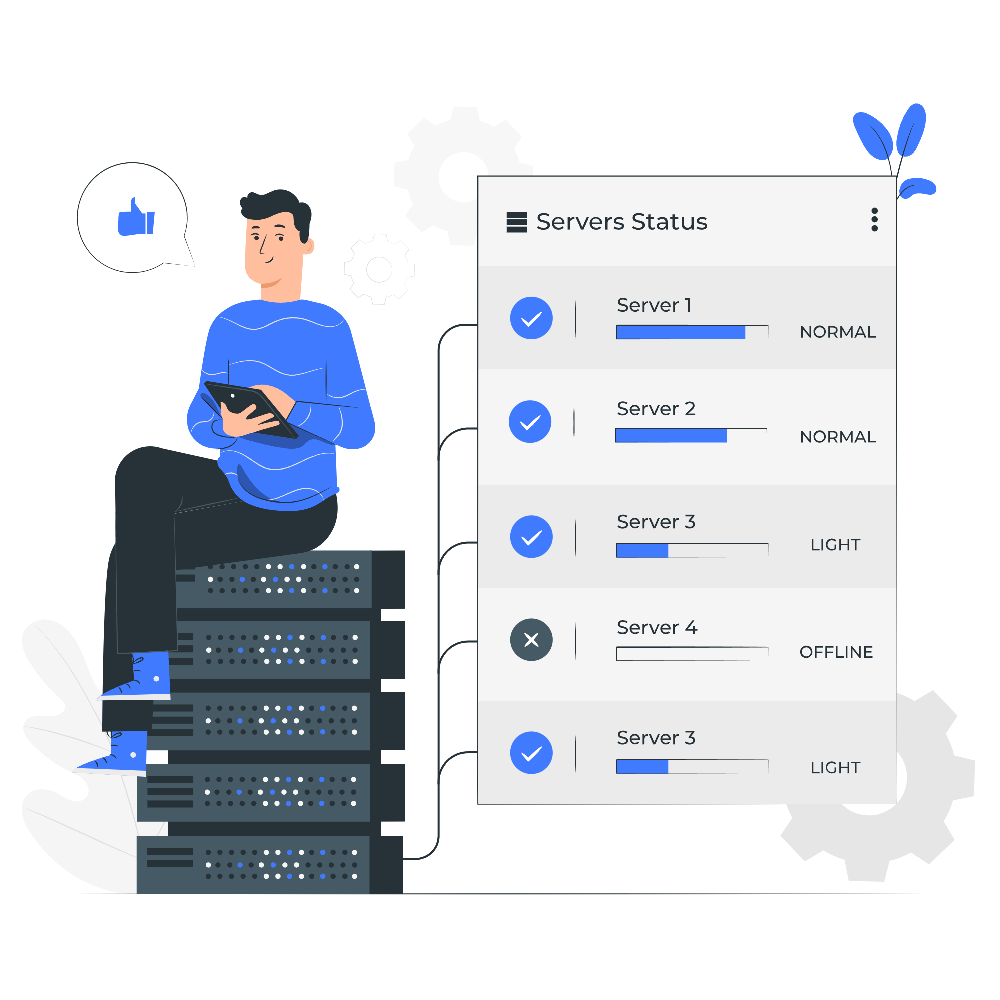 Servers Status
Server 1
NORMAL
Server 2
NORMAL
Server 3
LIGHT
Server 4
OFFLINE
Server 3
LIGHT